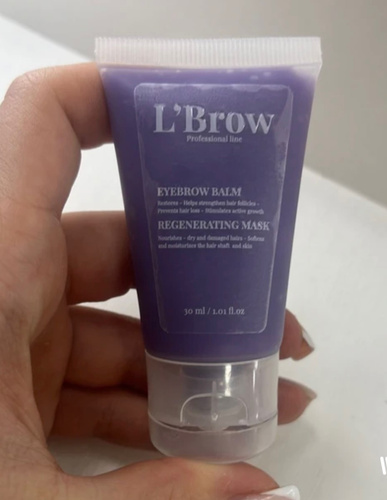 L'Brow
Professional line
EYEBROW BALM
Restores - Helps strengthen hair follicles -
Prevents hair loss - Stimulates active growth
REGENERATING MASK
Nourishes - dry and damaged hairs - Softens
and moisturizes the hair shaft and skin
30 ml / 1.01 fl.oz